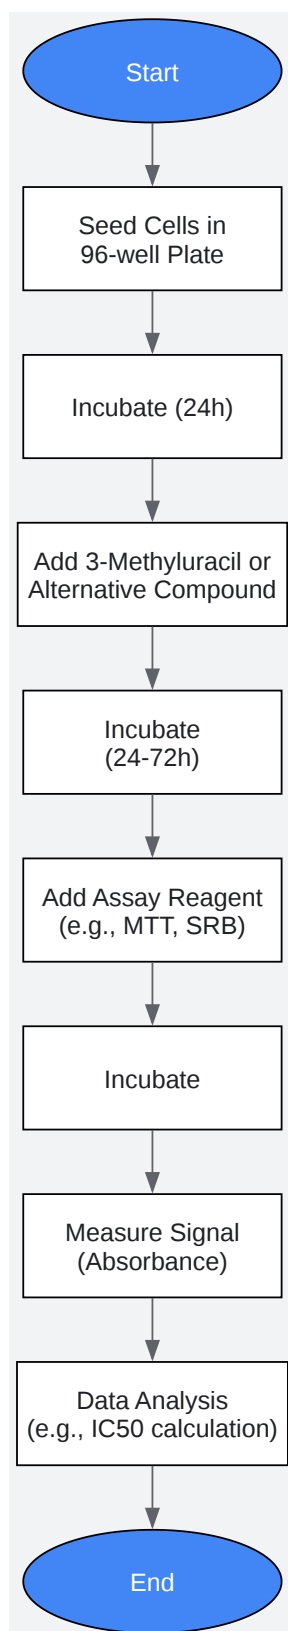 Start
Seed Cells in
96-well Plate
Incubate (24h)
Add 3-Methyluracil or
Alternative Compound
Incubate
(24-72h)
Add Assay Reagent
(e.g., MTT, SRB)
Incubate
Measure Signal
(Absorbance)
Data Analysis
(e.g., IC50 calculation)
End